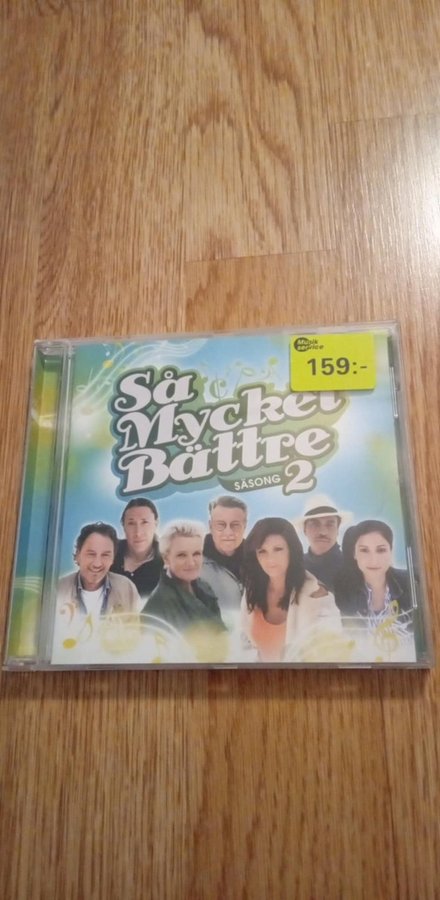 Musik
service
159:-
Så
Mycket
Bättre
SÄSONG 2